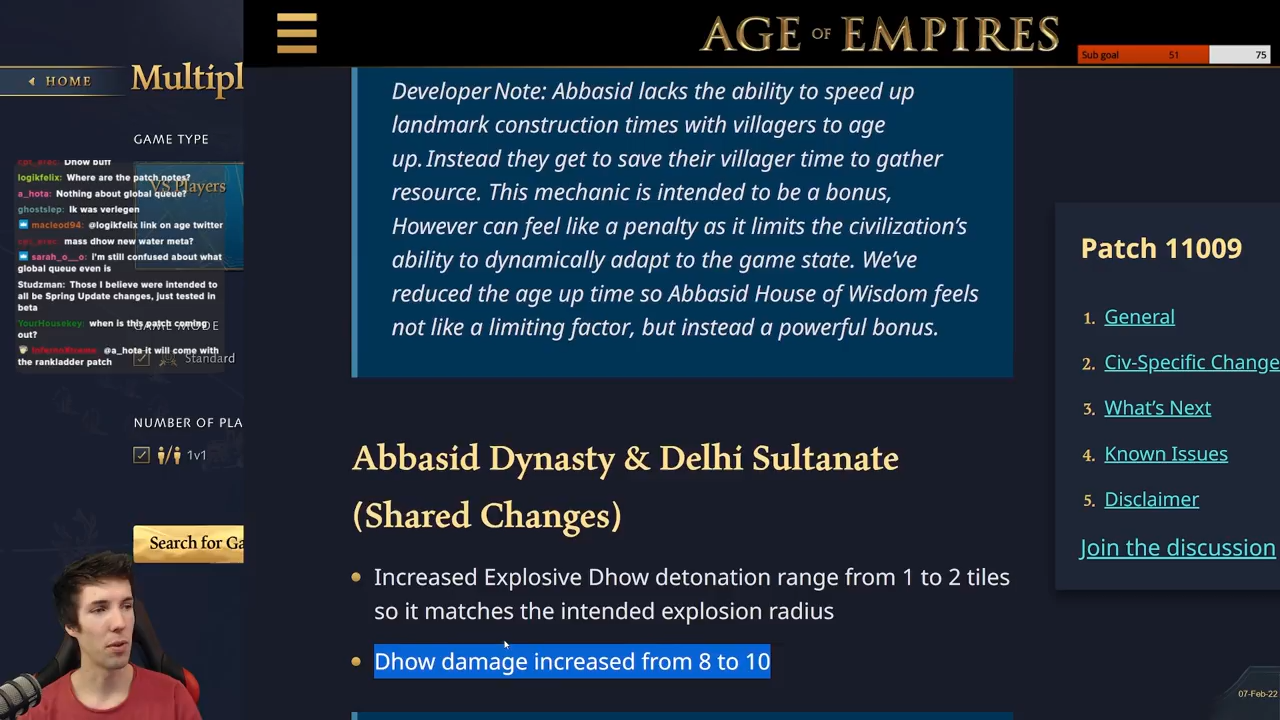 AGE OF EMPIRES
Sub goal 51 75
HOME
Multipl
GAME TYPE
VS Players
Dhow buff
logikfelix: Where are the patch notes?
a_hota: Nothing about global queue?
ghostslep: Ik was verlegen
macleod94: @logikfelix link on age twitter
mass dhow new water meta?
sarah_o__o: i'm still confused about what
global queue even is
Studzman: Those I believe were intended to
all be Spring Update changes, just tested in
beta
YourHousekey: when is this patch coming
out?
GAME MODE
@a_hota it will come with
the rankladder patch
Standard
NUMBER OF PLA
1v1
Search for Ga
Developer Note: Abbasid lacks the ability to speed up
landmark construction times with villagers to age
up. Instead they get to save their villager time to gather
resource. This mechanic is intended to be a bonus,
However can feel like a penalty as it limits the civilization's
ability to dynamically adapt to the game state. We've
reduced the age up time so Abbasid House of Wisdom feels
not like a limiting factor, but instead a powerful bonus.
Abbasid Dynasty & Delhi Sultanate
(Shared Changes)
• Increased Explosive Dhow detonation range from 1 to 2 tiles
so it matches the intended explosion radius
• Dhow damage increased from 8 to 10
Patch 11009
1. General
2. Civ-Specific Change
3. What's Next
4. Known Issues
5. Disclaimer
Join the discussion
07-Feb-22